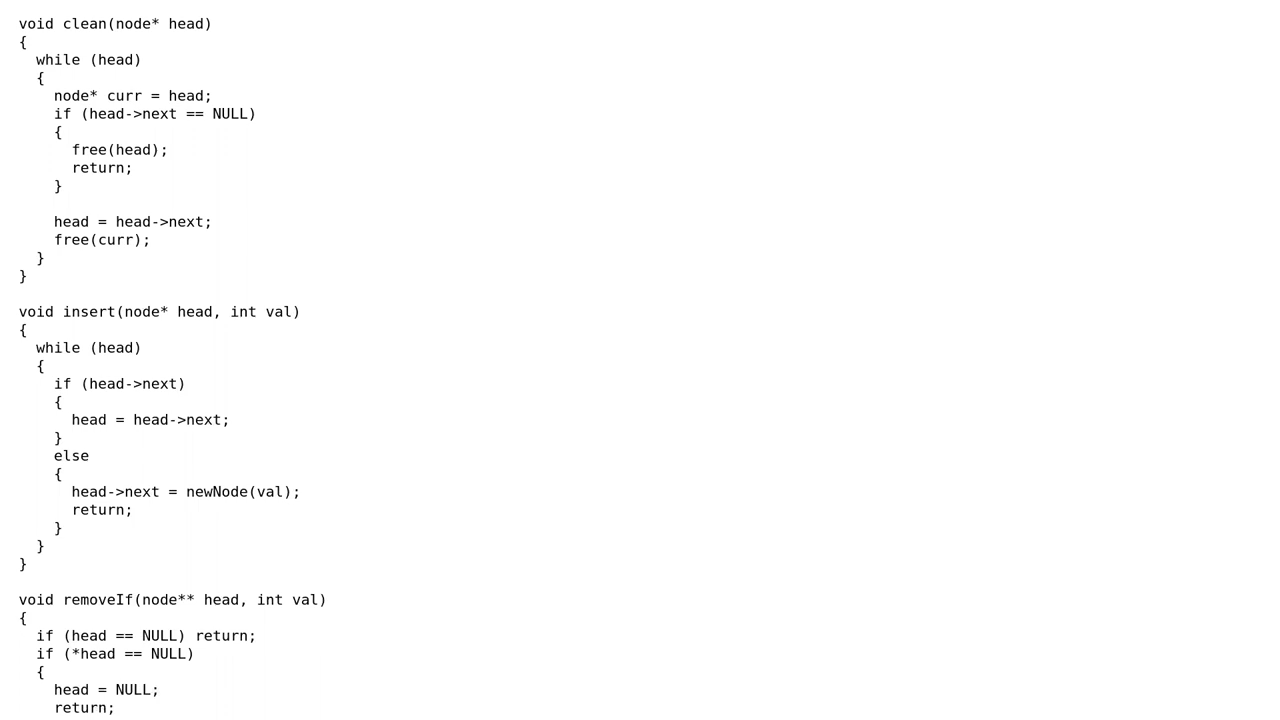 void clean(node* head)
{
  while (head)
  {
    node* curr = head;
    if (head->next == NULL)
    {
      free(head);
      return;
    }

    head = head->next;
    free(curr);
  }
}

void insert(node* head, int val)
{
  while (head)
  {
    if (head->next)
    {
      head = head->next;
    }
    else
    {
      head->next = newNode(val);
      return;
    }
  }
}

void removeIf(node** head, int val)
{
  if (head == NULL) return;
  if (*head == NULL)
  {
    head = NULL;
    return;